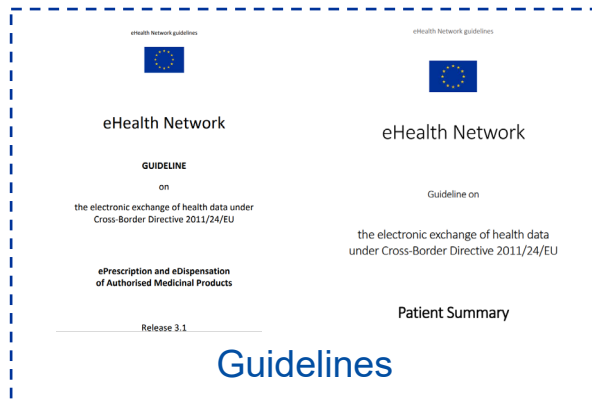 eHealth Network guidelines
eHealth Network
GUIDELINE
on
the electronic exchange of health data under
Cross-Border Directive 2011/24/EU
ePrescription and eDispensation
of Authorised Medicinal Products
Release 3.1
eHealth Network guidelines
eHealth Network
Guideline on
the electronic exchange of health data
under Cross-Border Directive 2011/24/EU
Patient Summary
Guidelines